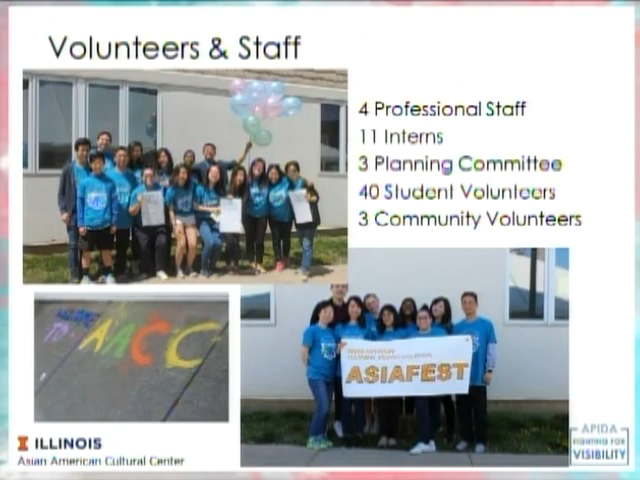 Volunteers & Staff
4 Professional Staff
11 Interns
3 Planning Committee
40 Student Volunteers
3 Community Volunteers
TO AACC
ASIAFEST
ILLINOIS
Asian American Cultural Center
APIDA
FIGHTING FOR
VISIBILITY